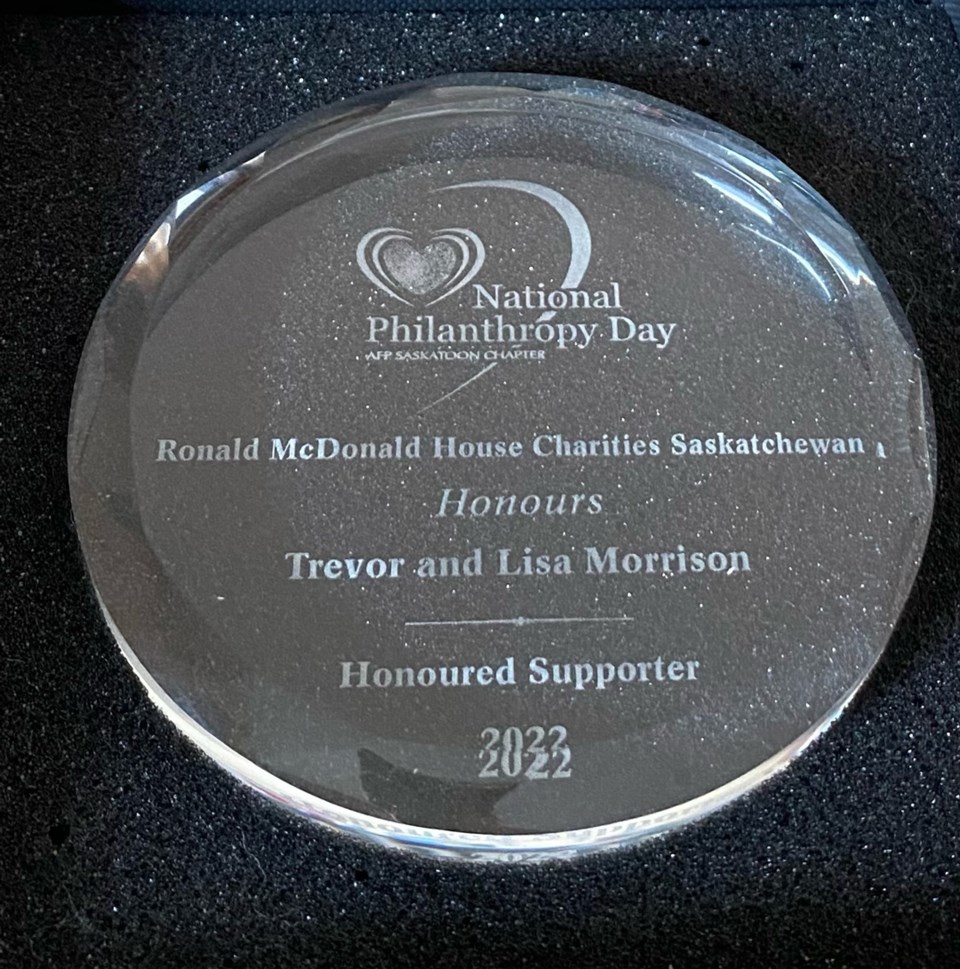 National
Philanthropy Day
AFP SASKATOON CHAPTER
Ronald McDonald House Charities Saskatchewan
Honours
Trevor and Lisa Morrison
Honoured Supporter
2022